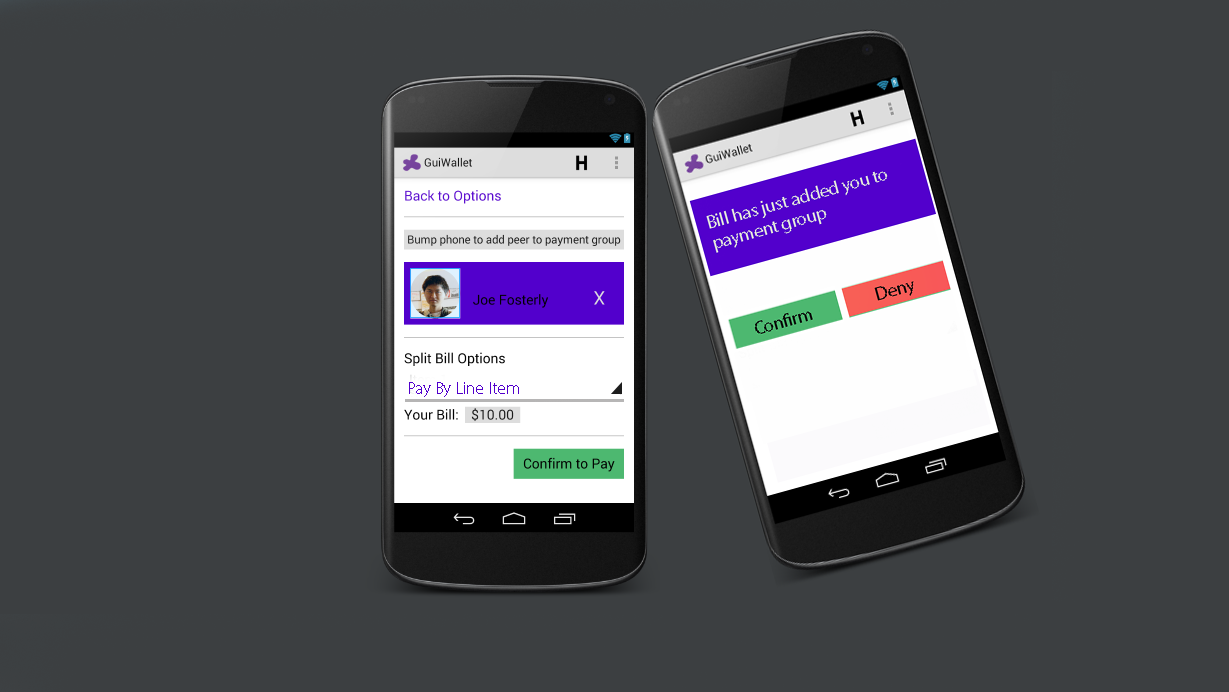 GuiWallet H
Back to Options
Bump phone to add peer to payment group
Joe Fosterly X
Split Bill Options
Pay By Line Item
Your Bill: $10.00
Confirm to Pay
GuiWallet H
Bill has just added you to
payment group
Confirm Deny